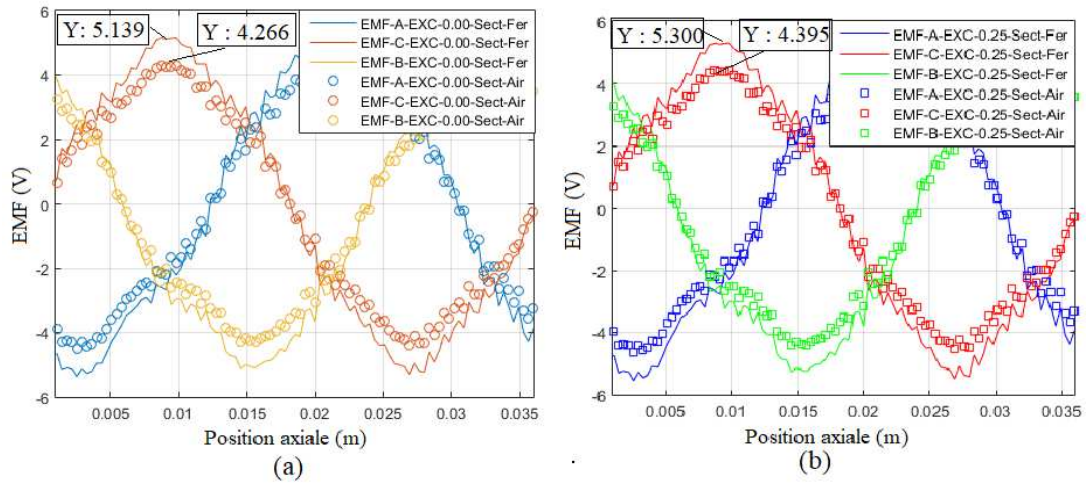 Y: 5.139
Y : 4.266
EMF-A-EXC-0.00-Sect-Fer
EMF-C-EXC-0.00-Sect-Fer
EMF-B-EXC-0.00-Sect-Fer
EMF-A-EXC-0.00-Sect-Air
EMF-C-EXC-0.00-Sect-Air
EMF-B-EXC-0.00-Sect-Air
6
4
2
0
-2
-4
-6
EMF (V)
0.005 0.01 0.015 0.02 0.025 0.03 0.035
Position axiale (m)
(a)
Y : 5.300
Y : 4.395
EMF-A-EXC-0.25-Sect-Fer
EMF-C-EXC-0.25-Sect-Fer
EMF-B-EXC-0.25-Sect-Fer
EMF-A-EXC-0.25-Sect-Air
EMF-C-EXC-0.25-Sect-Air
EMF-B-EXC-0.25-Sect-Air
6
4
2
0
-2
-4
-6
EMF (V)
0.005 0.01 0.015 0.02 0.025 0.03 0.035
Position axiale (m)
(b)
.